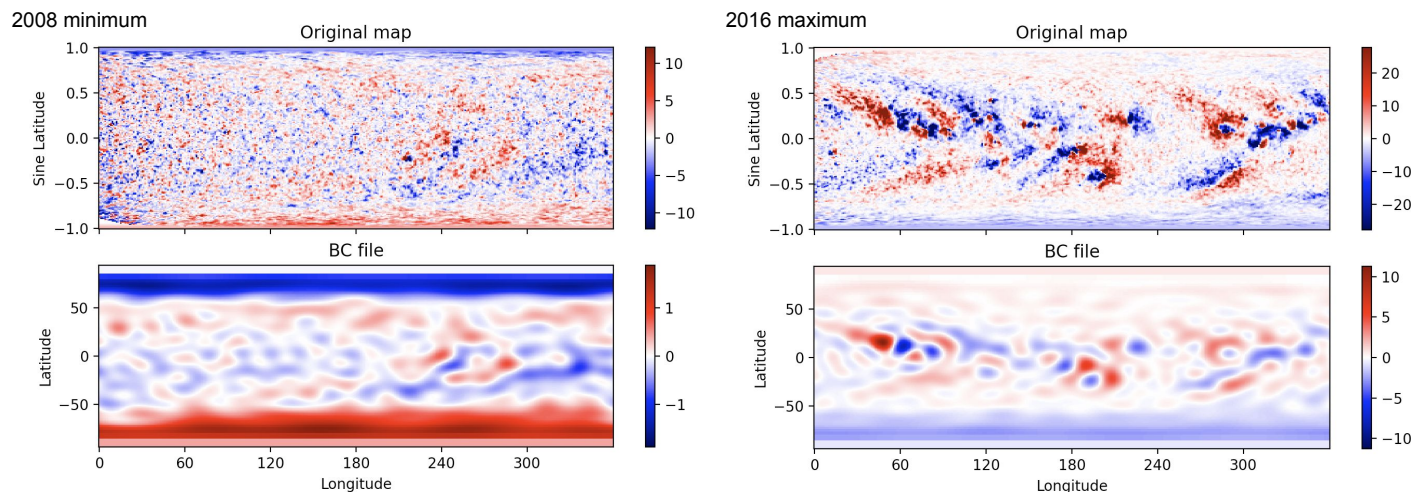 2008 minimum
Original map
1.0
0.5
0.0
−0.5
−1.0
Sine Latitude
10
5
0
−5
−10
BC file
50
0
−50
Latitude
1
0
−1
0 60 120 180 240 300
Longitude
2016 maximum
Original map
1.0
0.5
0.0
−0.5
−1.0
Sine Latitude
20
10
0
−10
−20
BC file
50
0
−50
Latitude
10
5
0
−5
−10
0 60 120 180 240 300
Longitude